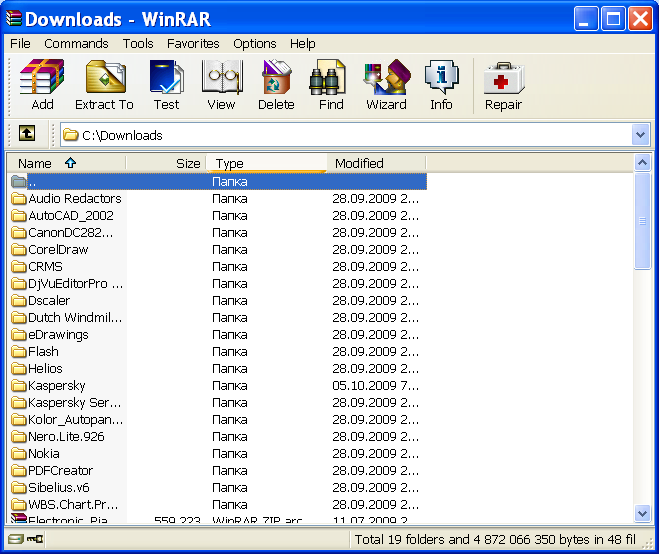 Downloads - WinRAR
File Commands Tools Favorites Options Help
Add Extract To Test View Delete Find Wizard Info Repair
C:\Downloads
Name Size Type Modified
.. Папка
Audio Redactors Папка 28.09.2009 2...
AutoCAD_2002 Папка 28.09.2009 2...
CanonDC282... Папка 28.09.2009 2...
CorelDraw Папка 28.09.2009 2...
CRMS Папка 28.09.2009 2...
DjVuEditorPro ... Папка 28.09.2009 2...
Dscaler Папка 28.09.2009 2...
Dutch Windmil... Папка 28.09.2009 2...
eDrawings Папка 28.09.2009 2...
Flash Папка 28.09.2009 2...
Helios Папка 28.09.2009 2...
Kaspersky Папка 05.10.2009 7...
Kaspersky Ser... Папка 28.09.2009 2...
Kolor_Autopan... Папка 28.09.2009 2...
Nero.Lite.926 Папка 28.09.2009 2...
Nokia Папка 28.09.2009 2...
PDFCreator Папка 28.09.2009 2...
Sibelius.v6 Папка 28.09.2009 2...
WBS.Chart.Pr... Папка 28.09.2009 2...
Electronic_Pia... 559 223 WinRAR ZIP arc... 11.07.2009 2...
Total 19 folders and 4 872 066 350 bytes in 48 fil